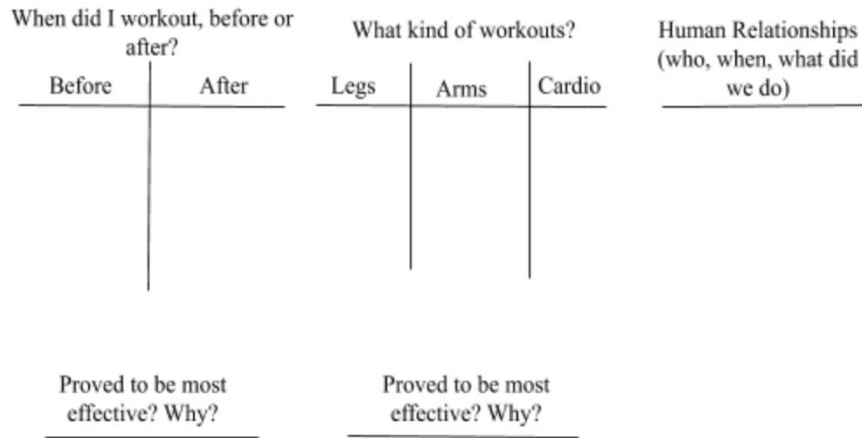 When did I workout, before or
after?
Before
After
What kind of workouts?
Legs
Arms
Cardio
Human Relationships
(who, when, what did
we do)
Proved to be most
effective? Why?
Proved to be most
effective? Why?